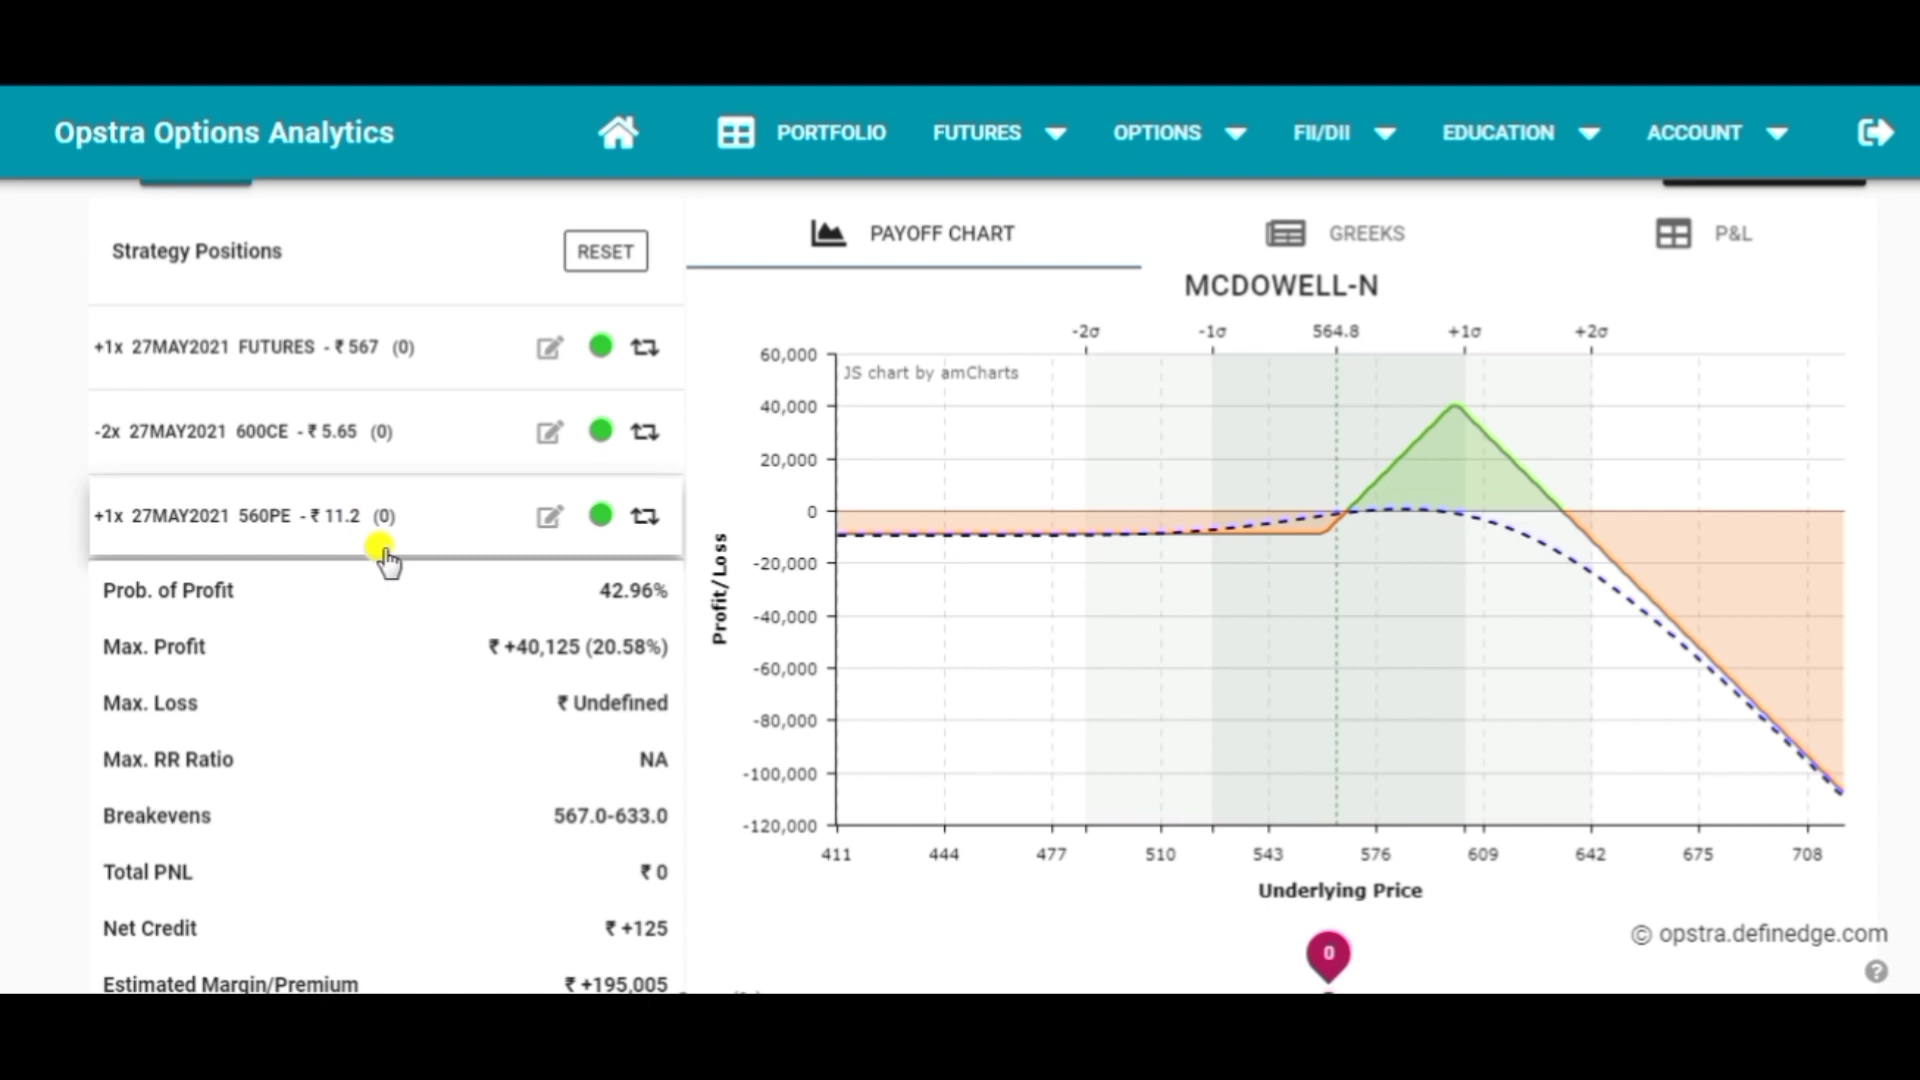 Opstra Options Analytics
PORTFOLIO
FUTURES
OPTIONS
FII/DII
EDUCATION
ACCOUNT
Strategy Positions
RESET
+1x 27MAY2021 FUTURES - ₹ 567 (0)
-2x 27MAY2021 600CE - ₹ 5.65 (0)
+1x 27MAY2021 560PE - ₹ 11.2 (0)
Prob. of Profit 42.96%
Max. Profit ₹ +40,125 (20.58%)
Max. Loss ₹ Undefined
Max. RR Ratio NA
Breakevens 567.0-633.0
Total PNL ₹ 0
Net Credit ₹ +125
Estimated Margin/Premium ₹ +195,005
PAYOFF CHART
GREEKS
P&L
MCDOWELL-N
-2σ -1σ 564.8 +1σ +2σ
JS chart by amCharts
60,000
40,000
20,000
0
-20,000
-40,000
-60,000
-80,000
-100,000
-120,000
Profit/Loss
411 444 477 510 543 576 609 642 675 708
Underlying Price
© opstra.definedge.com
0
?